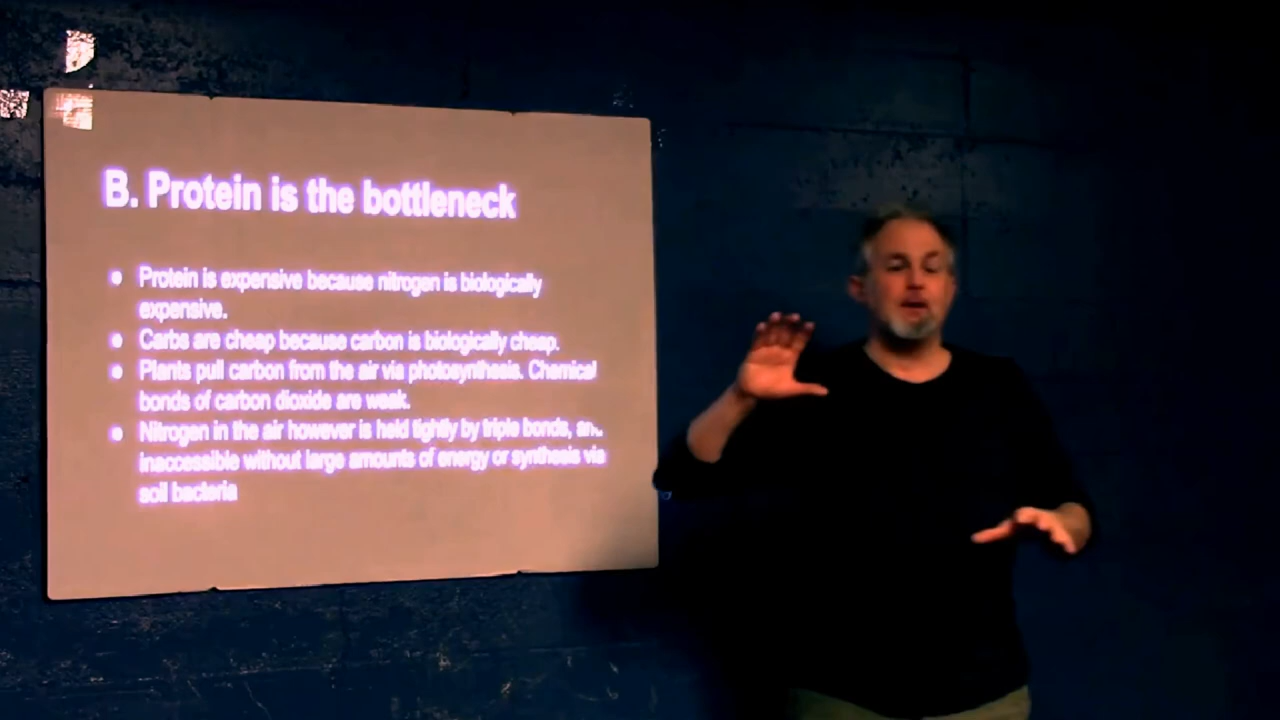 B. Protein is the bottleneck
● Protein is expensive because nitrogen is biologically
expensive.
● Carbs are cheap because carbon is biologically cheap.
● Plants pull carbon from the air via photosynthesis. Chemical
bonds of carbon dioxide are weak.
● Nitrogen in the air however is held tightly by triple bonds, and
inaccessible without large amounts of energy or synthesis via
soil bacteria